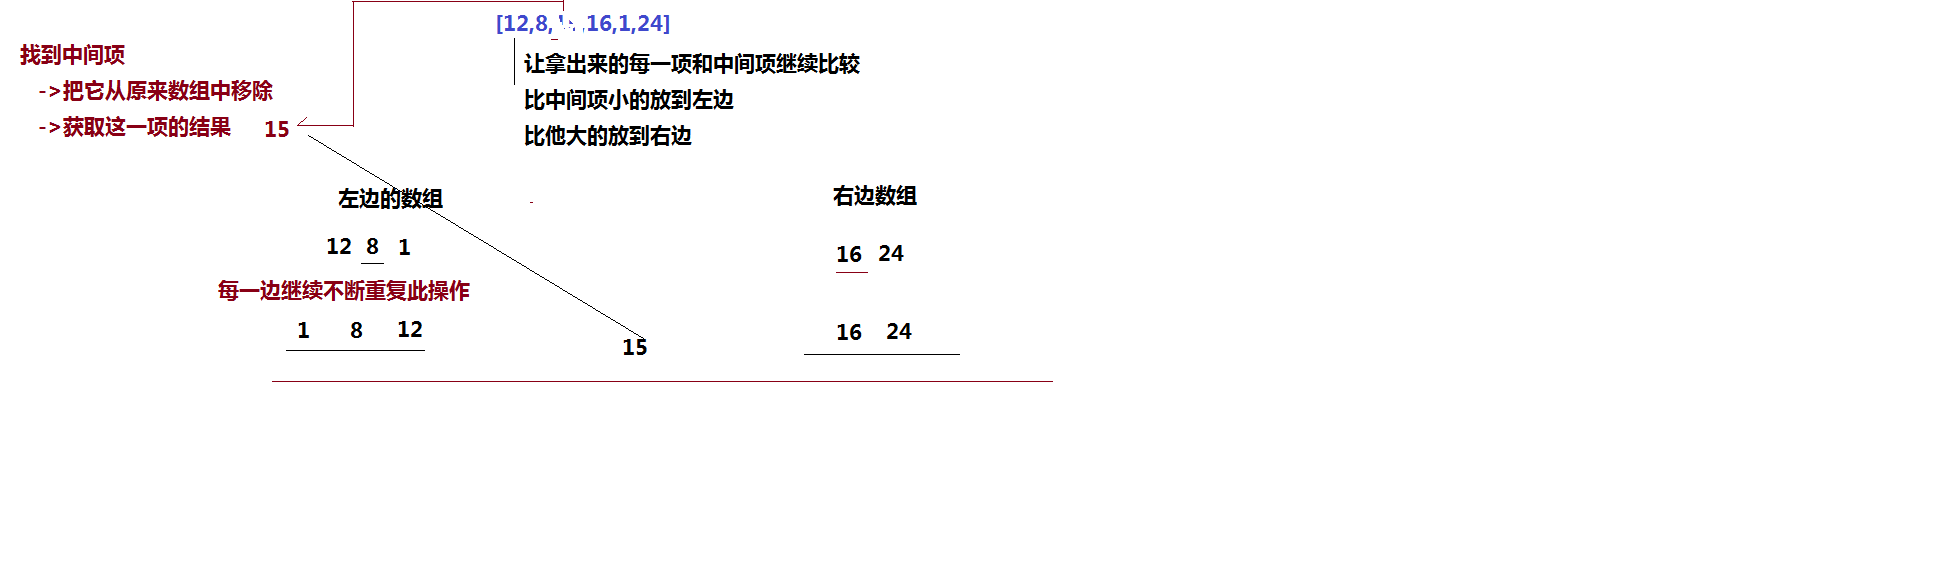 [12,8, ,16,1,24]
找到中间项
->把它从原来数组中移除
->获取这一项的结果 15
让拿出来的每一项和中间项继续比较
比中间项小的放到左边
比他大的放到右边
左边的数组
右边数组
12 8 1
16 24
每一边继续不断重复此操作
1 8 12
15
16 24